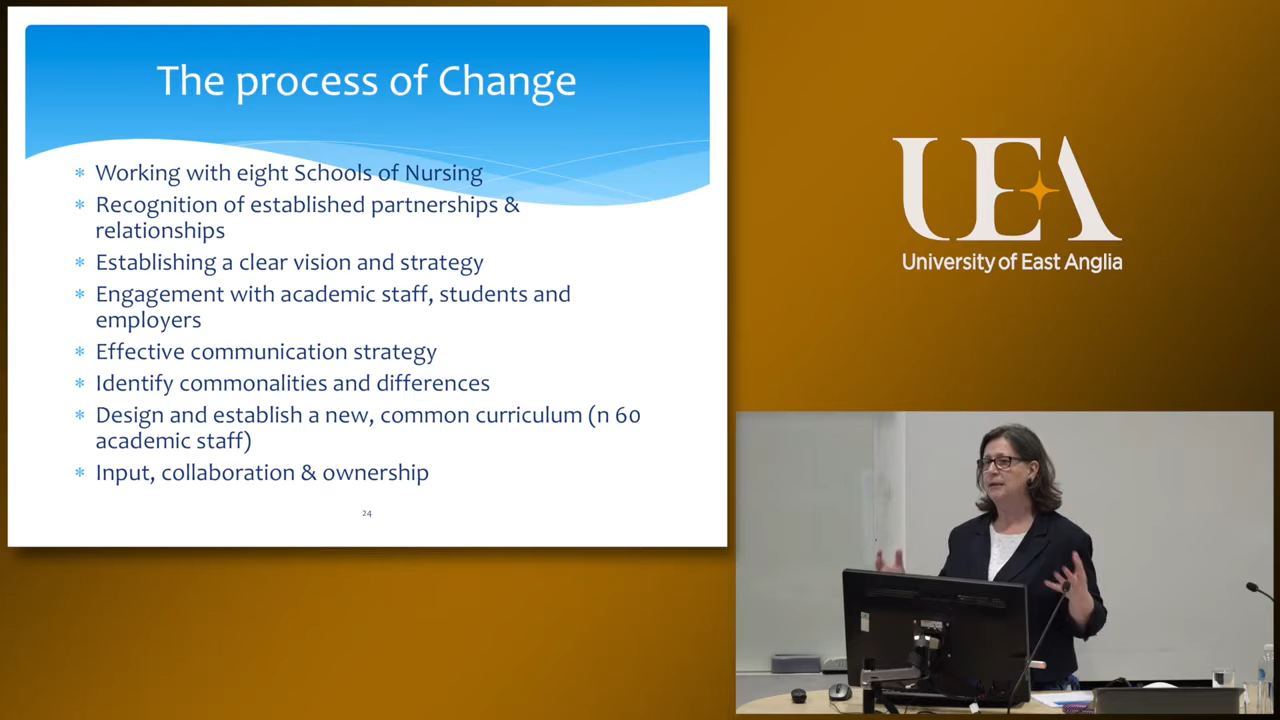 The process of Change
* Working with eight Schools of Nursing
* Recognition of established partnerships &
relationships
* Establishing a clear vision and strategy
* Engagement with academic staff, students and
employers
* Effective communication strategy
* Identify commonalities and differences
* Design and establish a new, common curriculum (n 60
academic staff)
* Input, collaboration & ownership
24
UEA
University of East Anglia